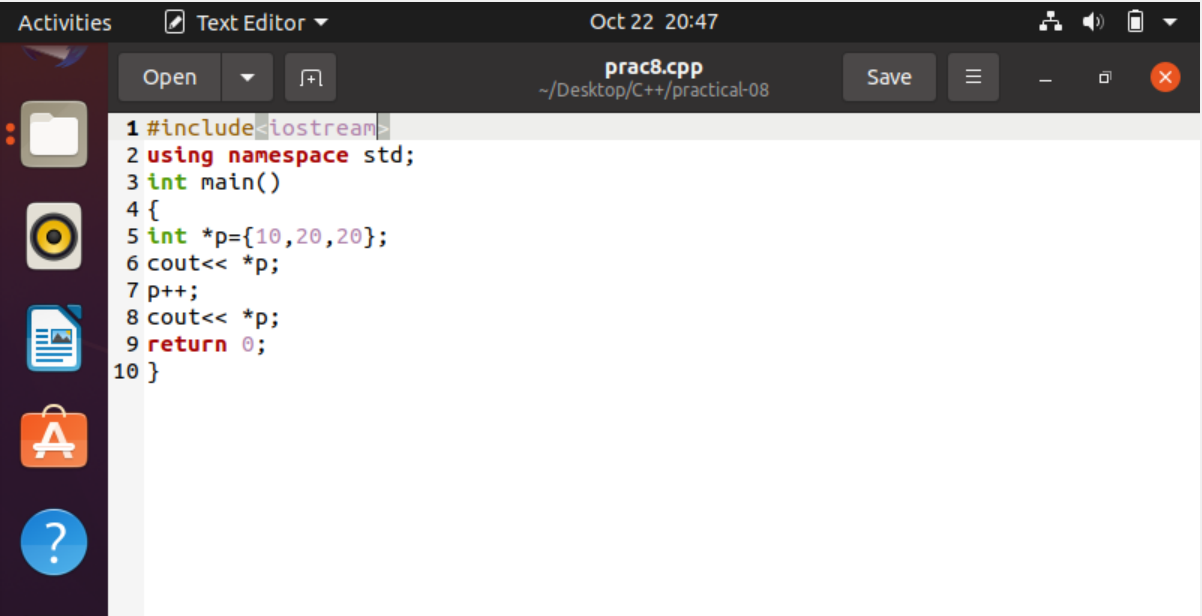 Activities Text Editor Oct 22 20:47
Open prac8.cpp Save
~/Desktop/C++/practical-08
1 #include<iostream>
2 using namespace std;
3 int main()
4 {
5 int *p={10,20,20};
6 cout<< *p;
7 p++;
8 cout<< *p;
9 return 0;
10 }